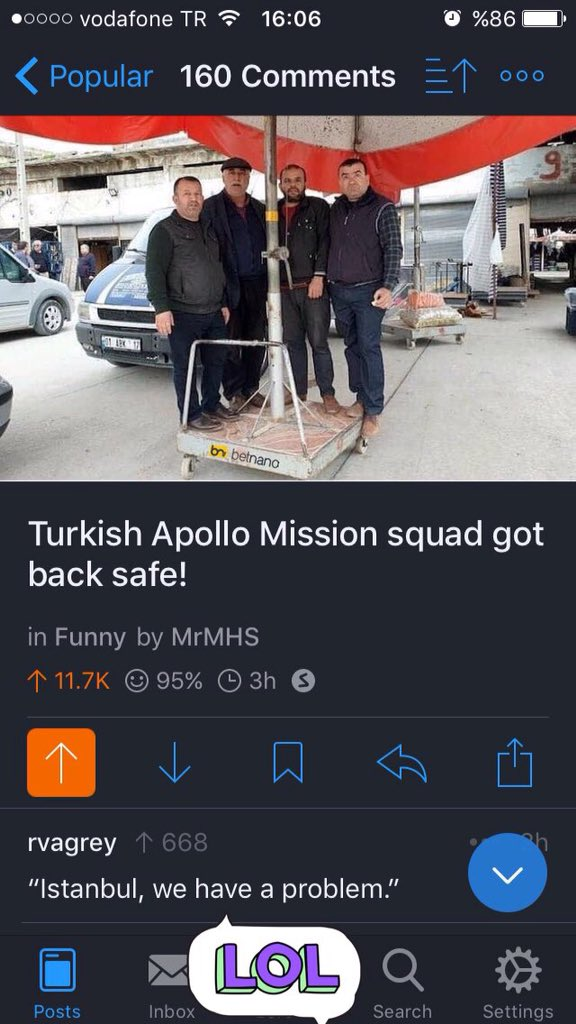 vodafone TR 16:06 %86
Popular 160 Comments
9
01 ABK 17
bn betnano
Turkish Apollo Mission squad got
back safe!
in Funny by MrMHS
11.7K 95% 3h S
rvagrey 668
“Istanbul, we have a problem.”
LOL
Posts Inbox Search Settings